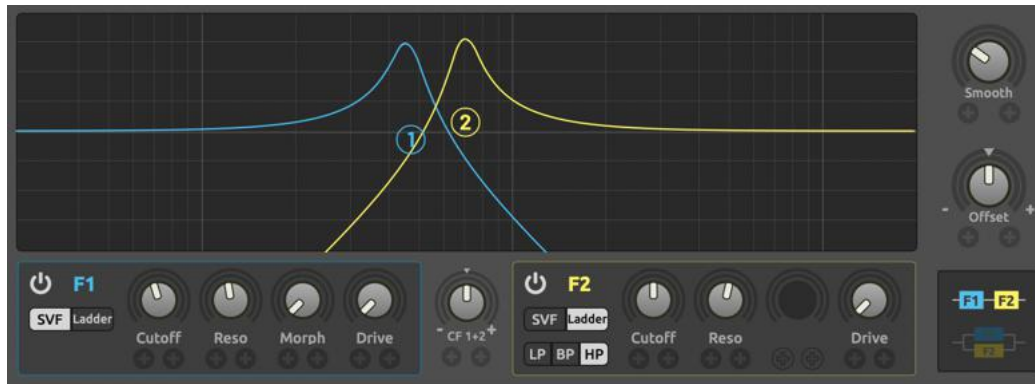 1
2
Smooth
- Offset +
F1
SVF Ladder
Cutoff Reso Morph Drive
- CF 1+2 +
F2
SVF Ladder
LP BP HP
Cutoff Reso Drive
F1 F2
F2